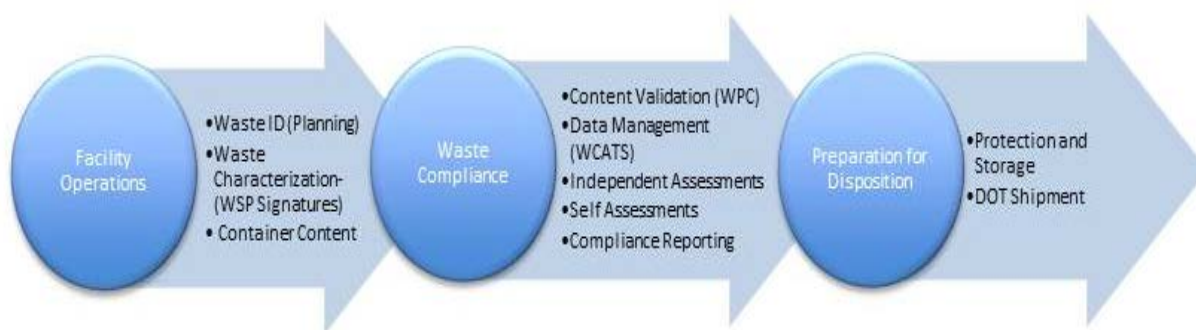 Facility
Operations
•Waste ID (Planning)
•Waste
Characterization-
(WSP Signatures)
• Container Content
Waste
Compliance
•Content Validation (WPC)
•Data Management
(WCATS)
•Independent Assessments
•Self Assessments
•Compliance Reporting
Preparation for
Disposition
•Protection and
Storage
•DOT Shipment